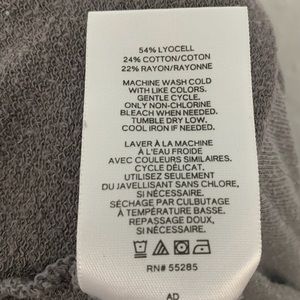 54% LYOCELL
24% COTTON/COTON
22% RAYON/RAYONNE
MACHINE WASH COLD
WITH LIKE COLORS.
GENTLE CYCLE.
ONLY NON-CHLORINE
BLEACH WHEN NEEDED.
TUMBLE DRY LOW.
COOL IRON IF NEEDED.
LAVER À LA MACHINE
À L'EAU FROIDE
AVEC COULEURS SIMILAIRES.
CYCLE DÉLICAT.
UTILISEZ SEULEMENT
DU JAVELLISANT SANS CHLORE,
SI NÉCESSAIRE.
SÉCHAGE PAR CULBUTAGE
À TEMPÉRATURE BASSE.
REPASSAGE DOUX,
SI NÉCESSAIRE.
RN# 55285
AD